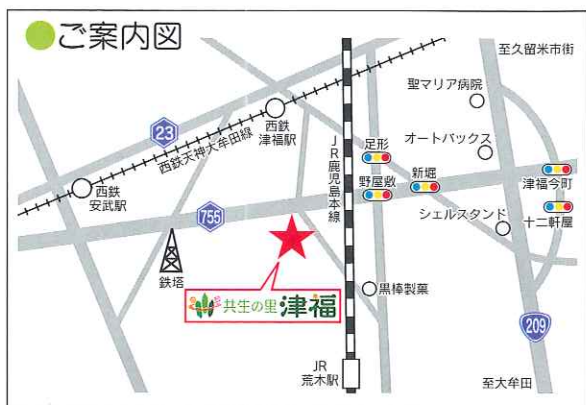 ご案内図
至久留米市街
聖マリア病院
西鉄
津福駅
23
西鉄天神大牟田線
JR鹿児島本線
足形
オートバックス
新堀
津福今町
西鉄
安武駅
野屋敷
755
シェルスタンド
十二軒屋
鉄塔
共生の里 津福
黒棒製菓
209
JR
荒木駅
至大牟田